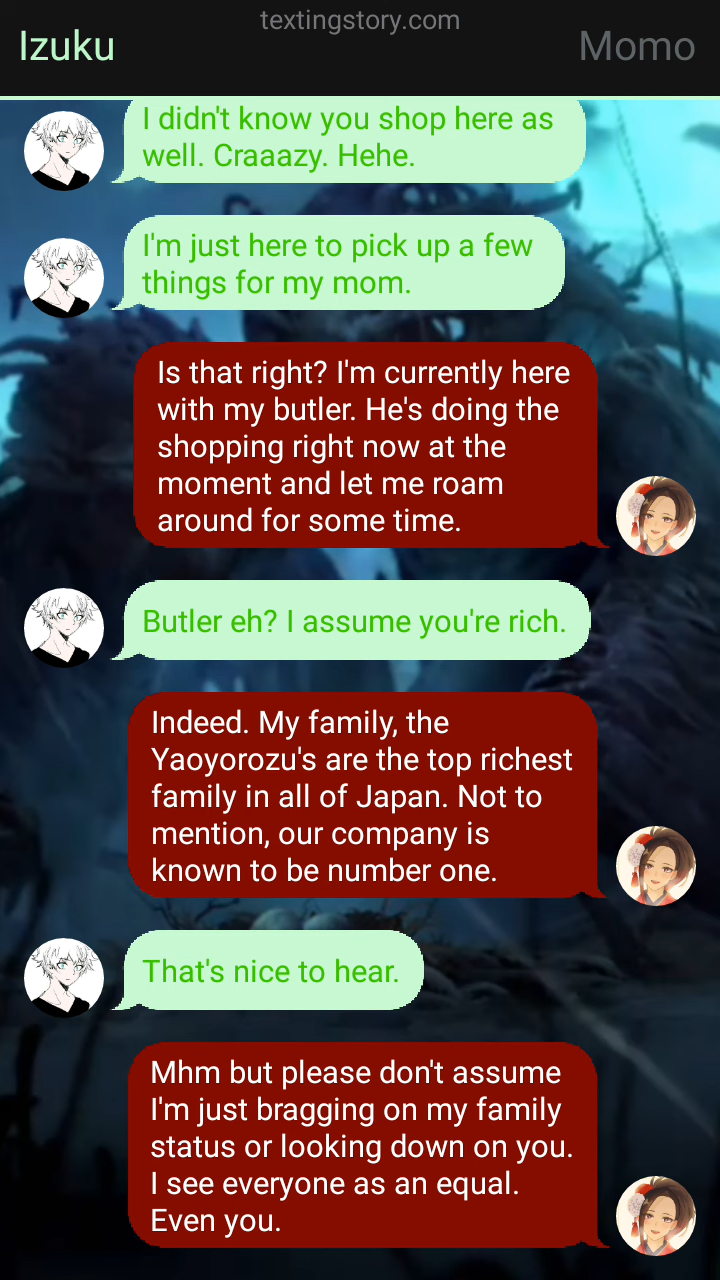 textingstory.com
Izuku
Momo
I didn't know you shop here as
well. Craaazy. Hehe.
I'm just here to pick up a few
things for my mom.
Is that right? I'm currently here
with my butler. He's doing the
shopping right now at the
moment and let me roam
around for some time.
Butler eh? I assume you're rich.
Indeed. My family, the
Yaoyorozu's are the top richest
family in all of Japan. Not to
mention, our company is
known to be number one.
That's nice to hear.
Mhm but please don't assume
I'm just bragging on my family
status or looking down on you.
I see everyone as an equal.
Even you.